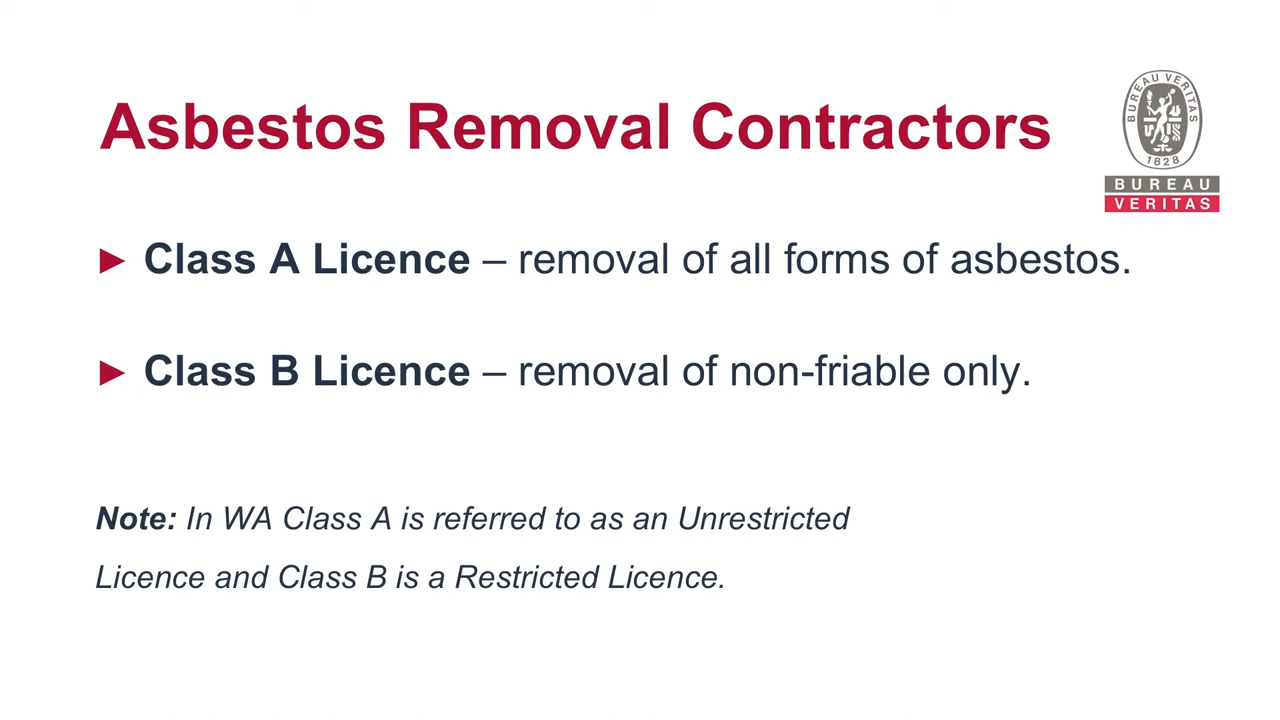 Asbestos Removal Contractors
BUREAU VERITAS
1828
BUREAU
VERITAS
► Class A Licence – removal of all forms of asbestos.
► Class B Licence – removal of non-friable only.
Note: In WA Class A is referred to as an Unrestricted
Licence and Class B is a Restricted Licence.